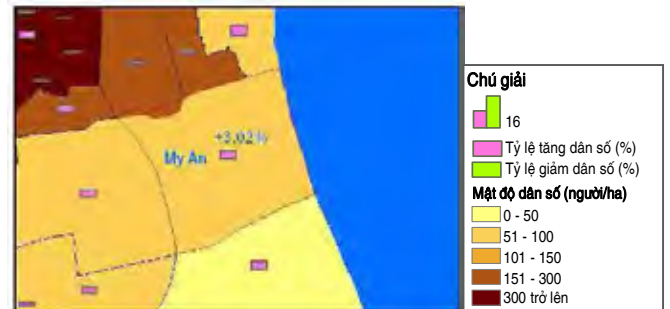 +3,02%
My An
Chú giải
16
Tỷ lệ tăng dân số (%)
Tỷ lệ giảm dân số (%)
Mật độ dân số (người/ha)
0 - 50
51 - 100
101 - 150
151 - 300
300 trở lên